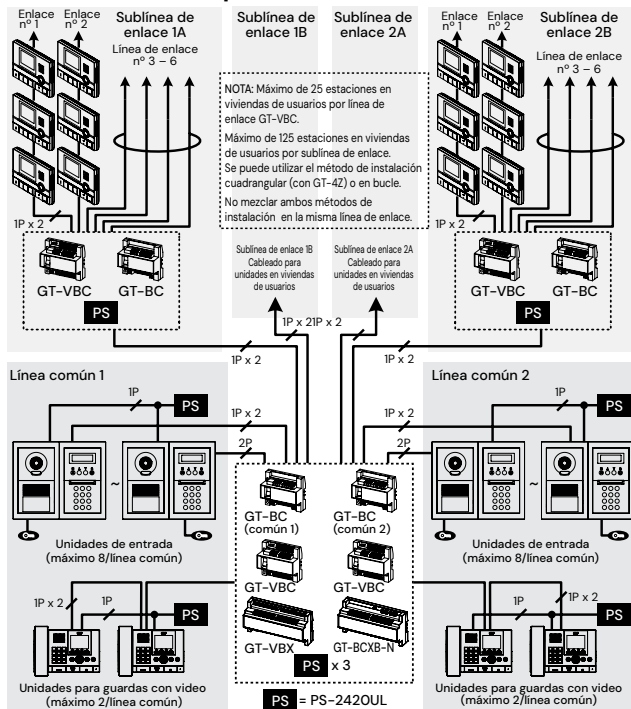 Enlace
nº 1
Enlace
nº 2
Sublínea de
enlace 1A
Línea de enlace
nº 3 – 6
Sublínea de
enlace 1B
Sublínea de
enlace 2A
Enlace
nº 1
Enlace
nº 2
Sublínea de
enlace 2B
Línea de enlace
nº 3 – 6
NOTA: Máximo de 25 estaciones en
viviendas de usuarios por línea de
enlace GT-VBC.
Máximo de 125 estaciones en viviendas
de usuarios por sublínea de enlace.
Se puede utilizar el método de instalación
cuadrangular (con GT-4Z) o en bucle.
No mezclar ambos métodos de
instalación en la misma línea de enlace.
1P x 2
GT-VBC
GT-BC
PS
1P x 2
Sublínea de enlace 1B
Cableado para
unidades en viviendas
de usuarios
Sublínea de enlace 2A
Cableado para
unidades en viviendas
de usuarios
1P x 2
1P x 2
1P x 2
GT-VBC
GT-BC
PS
1P x 2
Línea común 1
1P
PS
1P x 2
2P
~
Unidades de entrada
(máximo 8/línea común)
1P x 2
1P
PS
Unidades para guardas con video
(máximo 2/línea común)
GT-BC
(común 1)
GT-BC
(común 2)
GT-VBC
GT-VBC
GT-VBX
GT-BCXB-N
PS x 3
PS = PS-2420UL
Línea común 2
1P
PS
1P x 2
2P
~
Unidades de entrada
(máximo 8/línea común)
1P
1P x 2
PS
Unidades para guardas con video
(máximo 2/línea común)